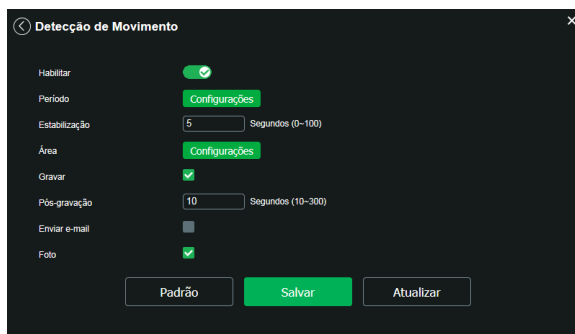 Detecção de Movimento
Habilitar
Período Configurações
Estabilização 5 Segundos (0~100)
Área Configurações
Gravar
Pós-gravação 10 Segundos (10~300)
Enviar e-mail
Foto
Padrão Salvar Atualizar